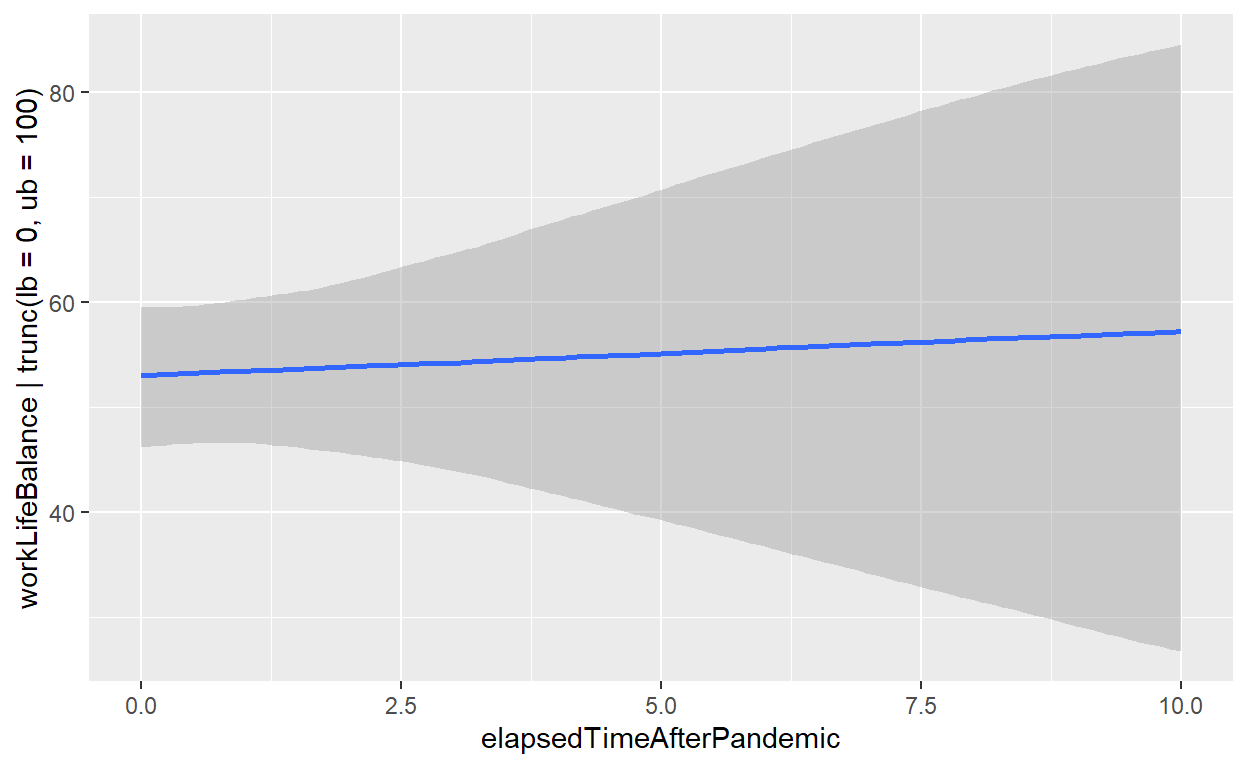 workLifeBalance | trunc(lb = 0, ub = 100)
80
60
40
0.0 2.5 5.0 7.5 10.0
elapsedTimeAfterPandemic